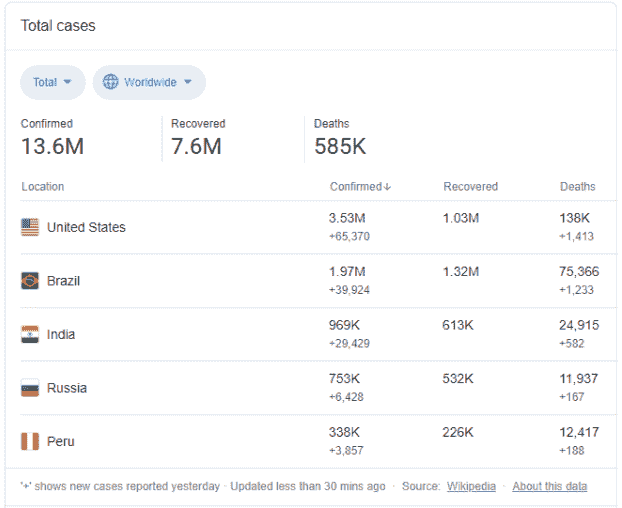 Total cases
Total Worldwide
Confirmed Recovered Deaths
13.6M 7.6M 585K
Location Confirmed↓ Recovered Deaths
United States 3.53M 1.03M 138K
+65,370 +1,413
Brazil 1.97M 1.32M 75,366
+39,924 +1,233
India 969K 613K 24,915
+29,429 +582
Russia 753K 532K 11,937
+6,428 +167
Peru 338K 226K 12,417
+3,857 +188
'+' shows new cases reported yesterday · Updated less than 30 mins ago · Source: Wikipedia · About this data